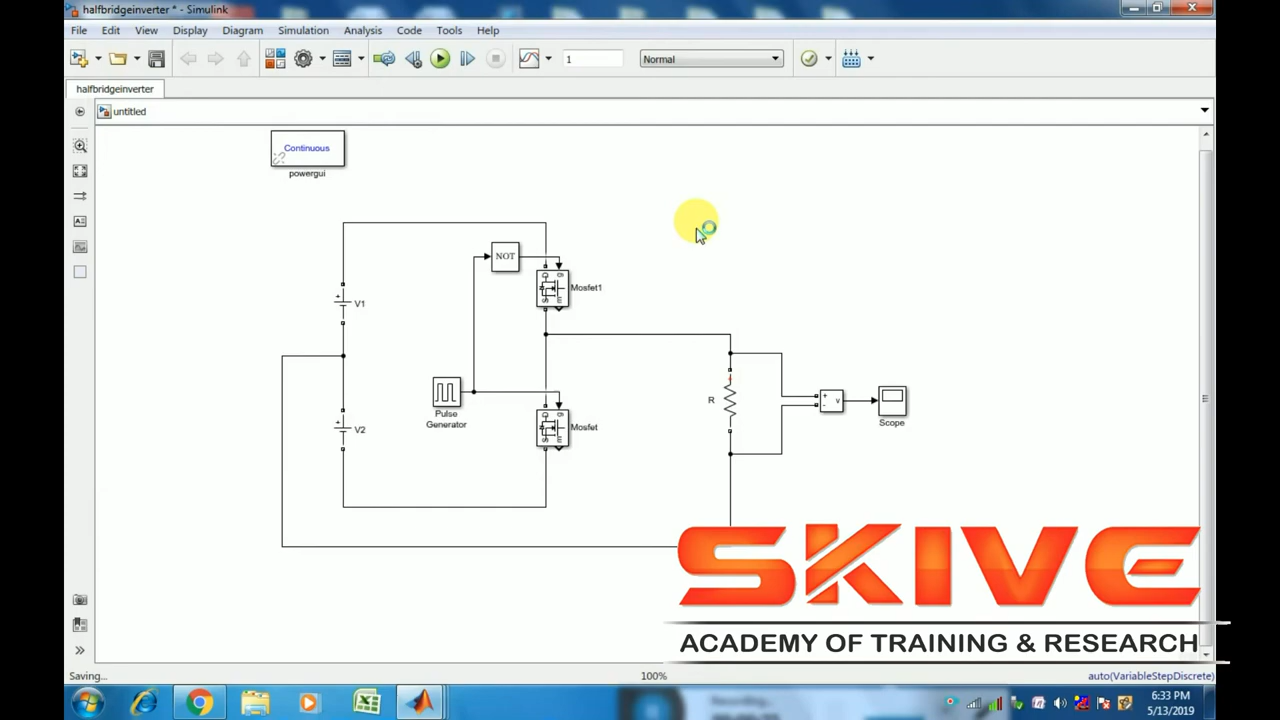 halfbridgeinverter * - Simulink
File Edit View Display Diagram Simulation Analysis Code Tools Help
1 Normal
halfbridgeinverter
untitled
Continuous
powergui
NOT
Mosfet1
V1
Pulse
Generator
V2
Mosfet
R
+
-
v
Scope
SKIVE
ACADEMY OF TRAINING & RESEARCH
Saving...
100%
auto(VariableStepDiscrete)
6:33 PM
5/13/2019